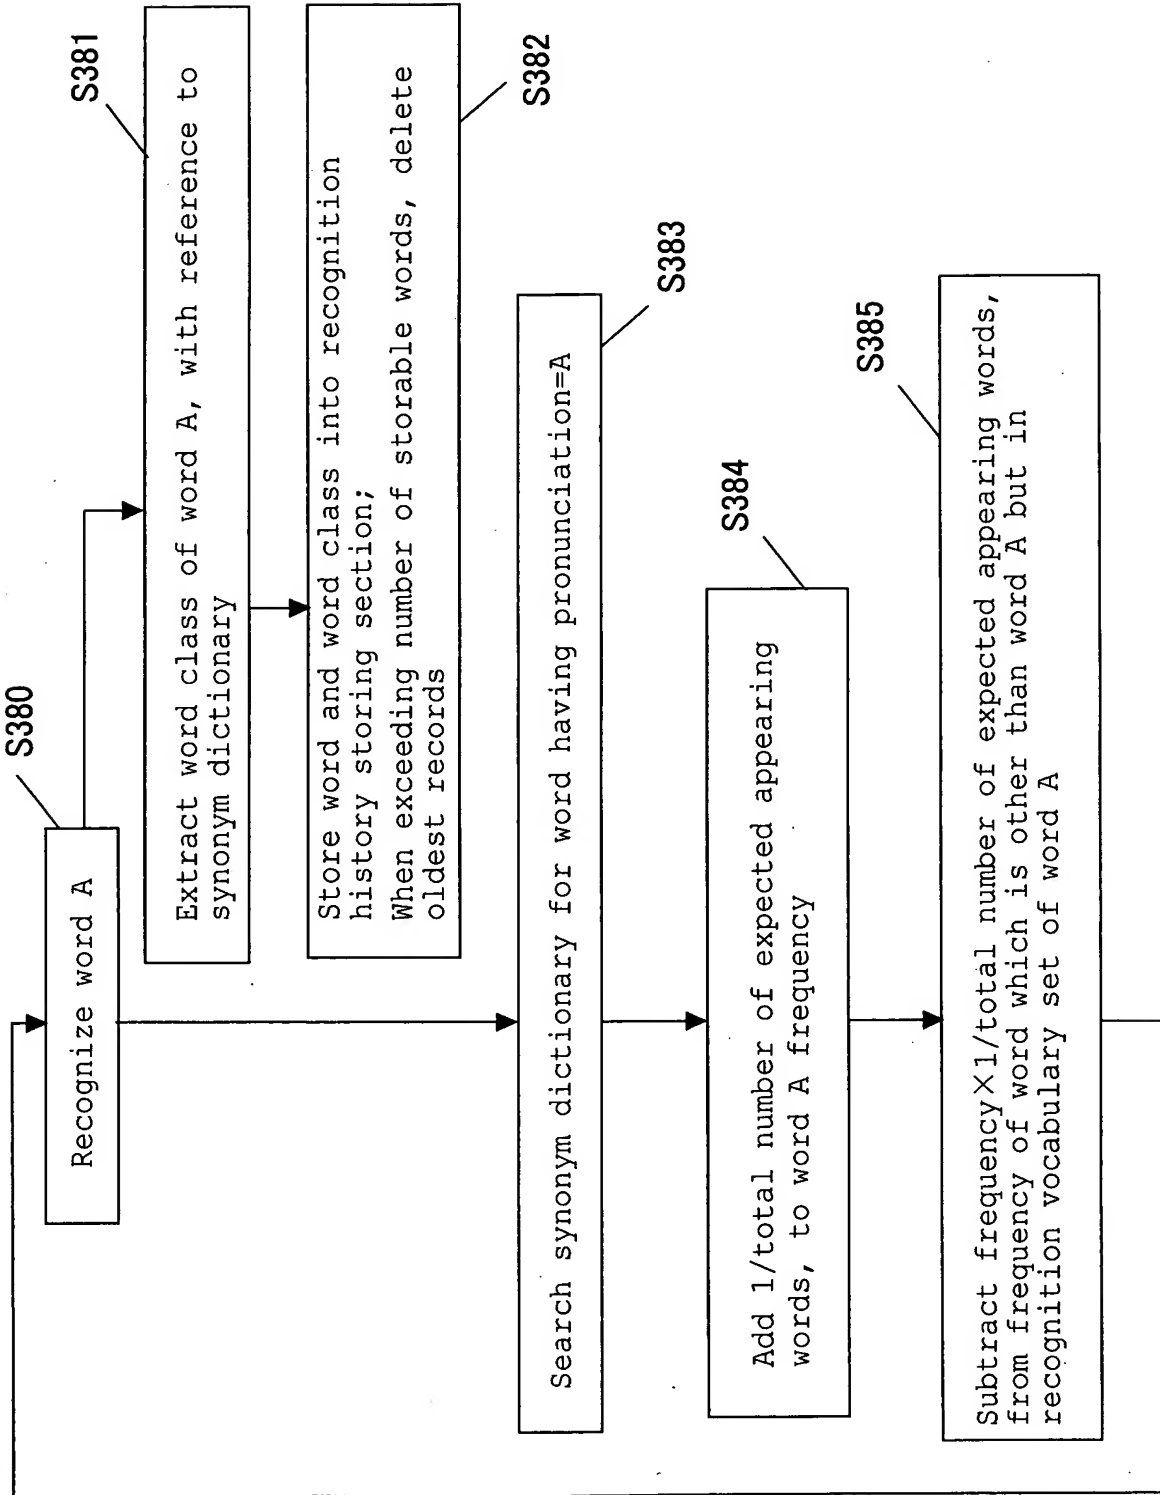 S380
Recognize word A
S381
Extract word class of word A, with reference to
synonym dictionary
S382
Store word and word class into recognition
history storing section;
When exceeding number of storable words, delete
oldest records
S383
Search synonym dictionary for word having pronunciation=A
S384
Add 1/total number of expected appearing
words, to word A frequency
S385
Subtract frequency×1/total number of expected appearing words,
from frequency of word which is other than word A but in
recognition vocabulary set of word A